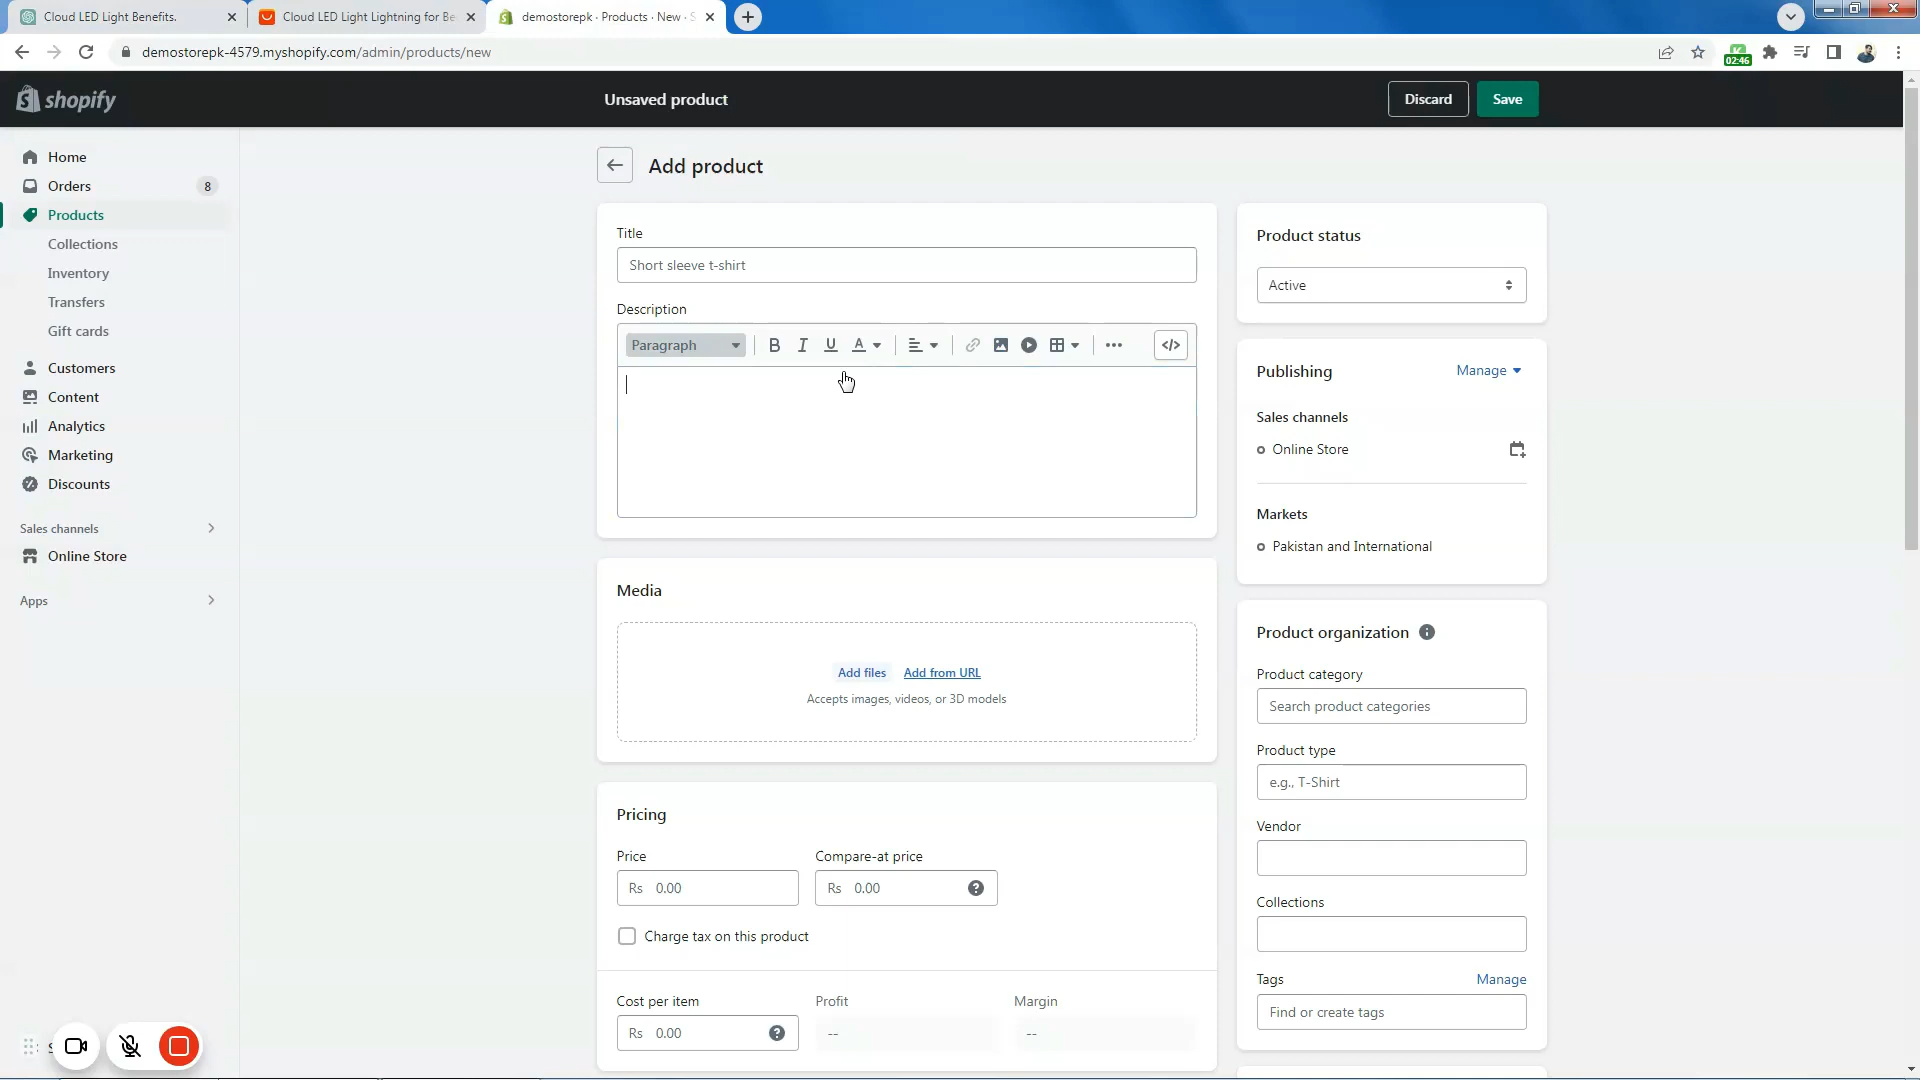 Cloud LED Light Benefits.
Cloud LED Light Lightning for Be
demostorepk · Products · New · S
demostorepk-4579.myshopify.com/admin/products/new
02:46
shopify
Unsaved product
Discard
Save
Home
Orders
8
Products
Collections
Inventory
Transfers
Gift cards
Customers
Content
Analytics
Marketing
Discounts
Sales channels
Online Store
Apps
Add product
Title
Short sleeve t-shirt
Description
Paragraph
B I U A
</>
Media
Add files Add from URL
Accepts images, videos, or 3D models
Pricing
Price
Compare-at price
Rs 0.00
Rs 0.00
Charge tax on this product
Cost per item
Profit
Margin
Rs 0.00
--
--
Product status
Active
Publishing
Manage
Sales channels
Online Store
Markets
Pakistan and International
Product organization
Product category
Search product categories
Product type
e.g., T-Shirt
Vendor
Collections
Tags
Manage
Find or create tags